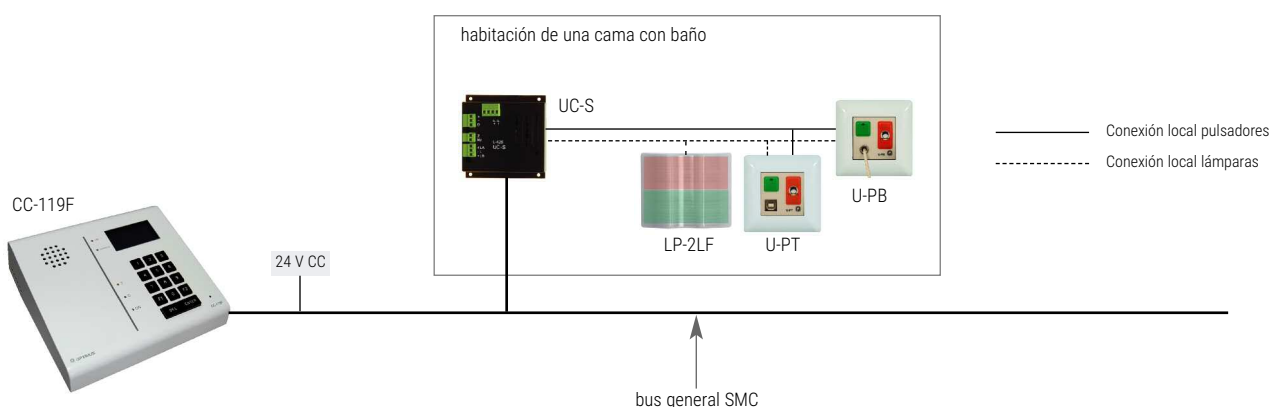 habitación de una cama con baño
UC-S
UC-S
Conexión local pulsadores
Conexión local lámparas
U-PB
CC-119F
LP-2LF
U-PT
24 V CC
bus general SMC